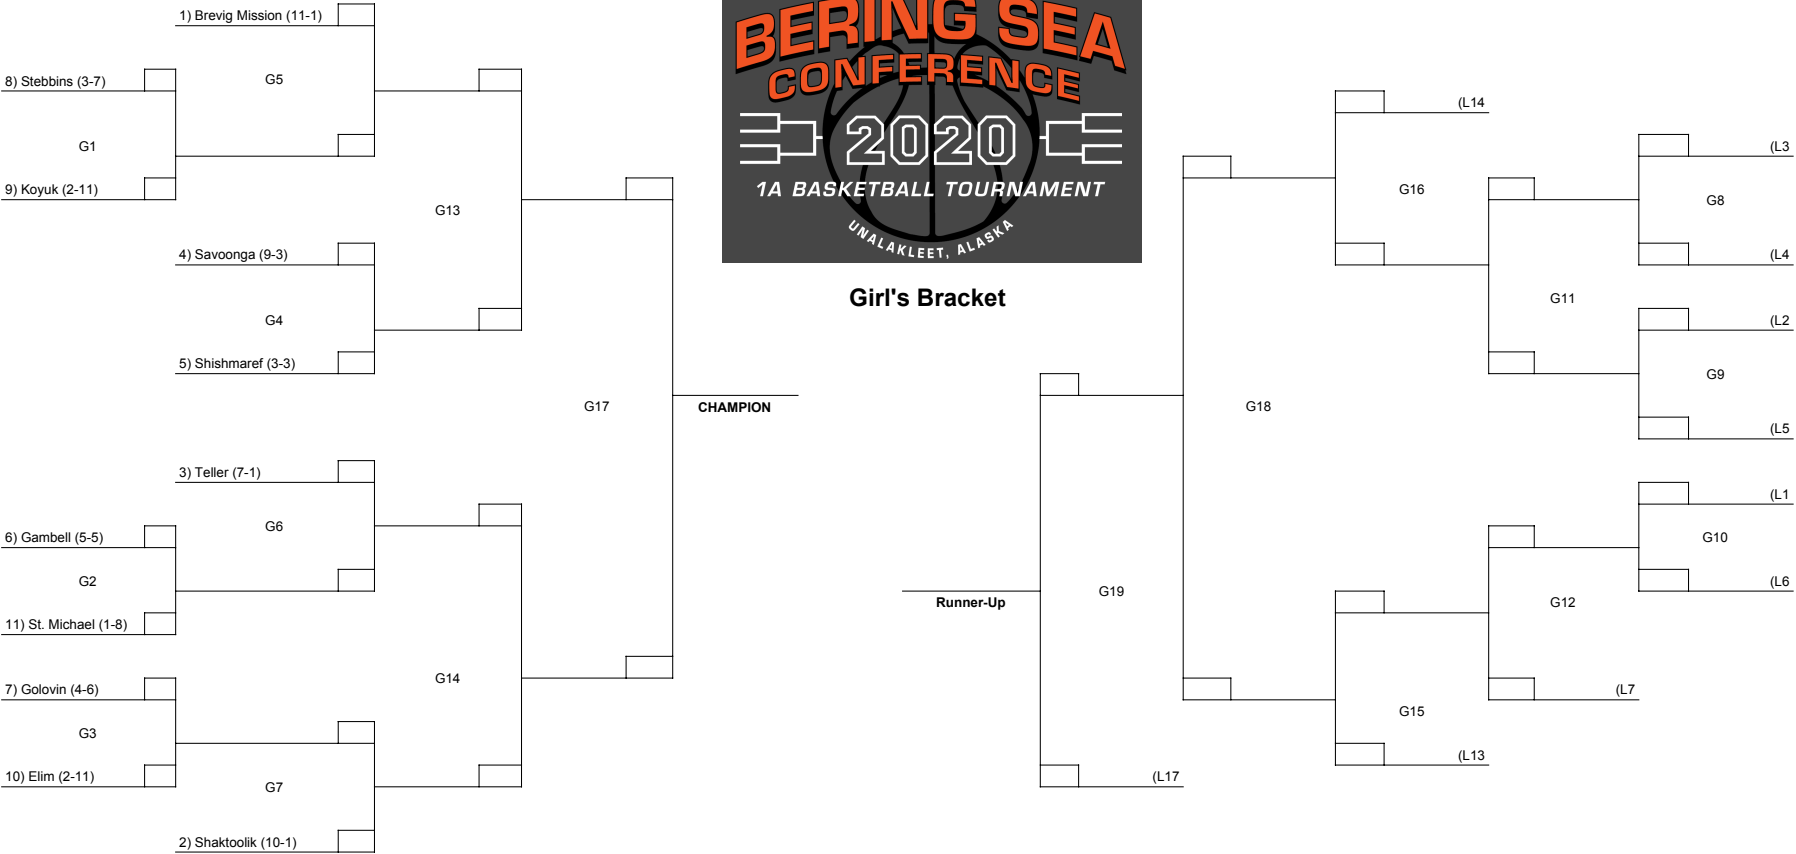 BERING SEA
CONFERENCE
2020
1A BASKETBALL TOURNAMENT
UNALAKLEET, ALASKA
Girl's Bracket
1) Brevig Mission (11-1)
G5
8) Stebbins (3-7)
G1
9) Koyuk (2-11)
G13
4) Savoonga (9-3)
G4
5) Shishmaref (3-3)
G17
CHAMPION
3) Teller (7-1)
G6
6) Gambell (5-5)
G2
11) St. Michael (1-8)
G14
7) Golovin (4-6)
G3
10) Elim (2-11)
G7
2) Shaktoolik (10-1)
(L14
(L3
G16
G8
(L4
G11
(L2
G9
(L5
G18
(L1
G10
(L6
G19
Runner-Up
G12
(L7
G15
(L13
(L17